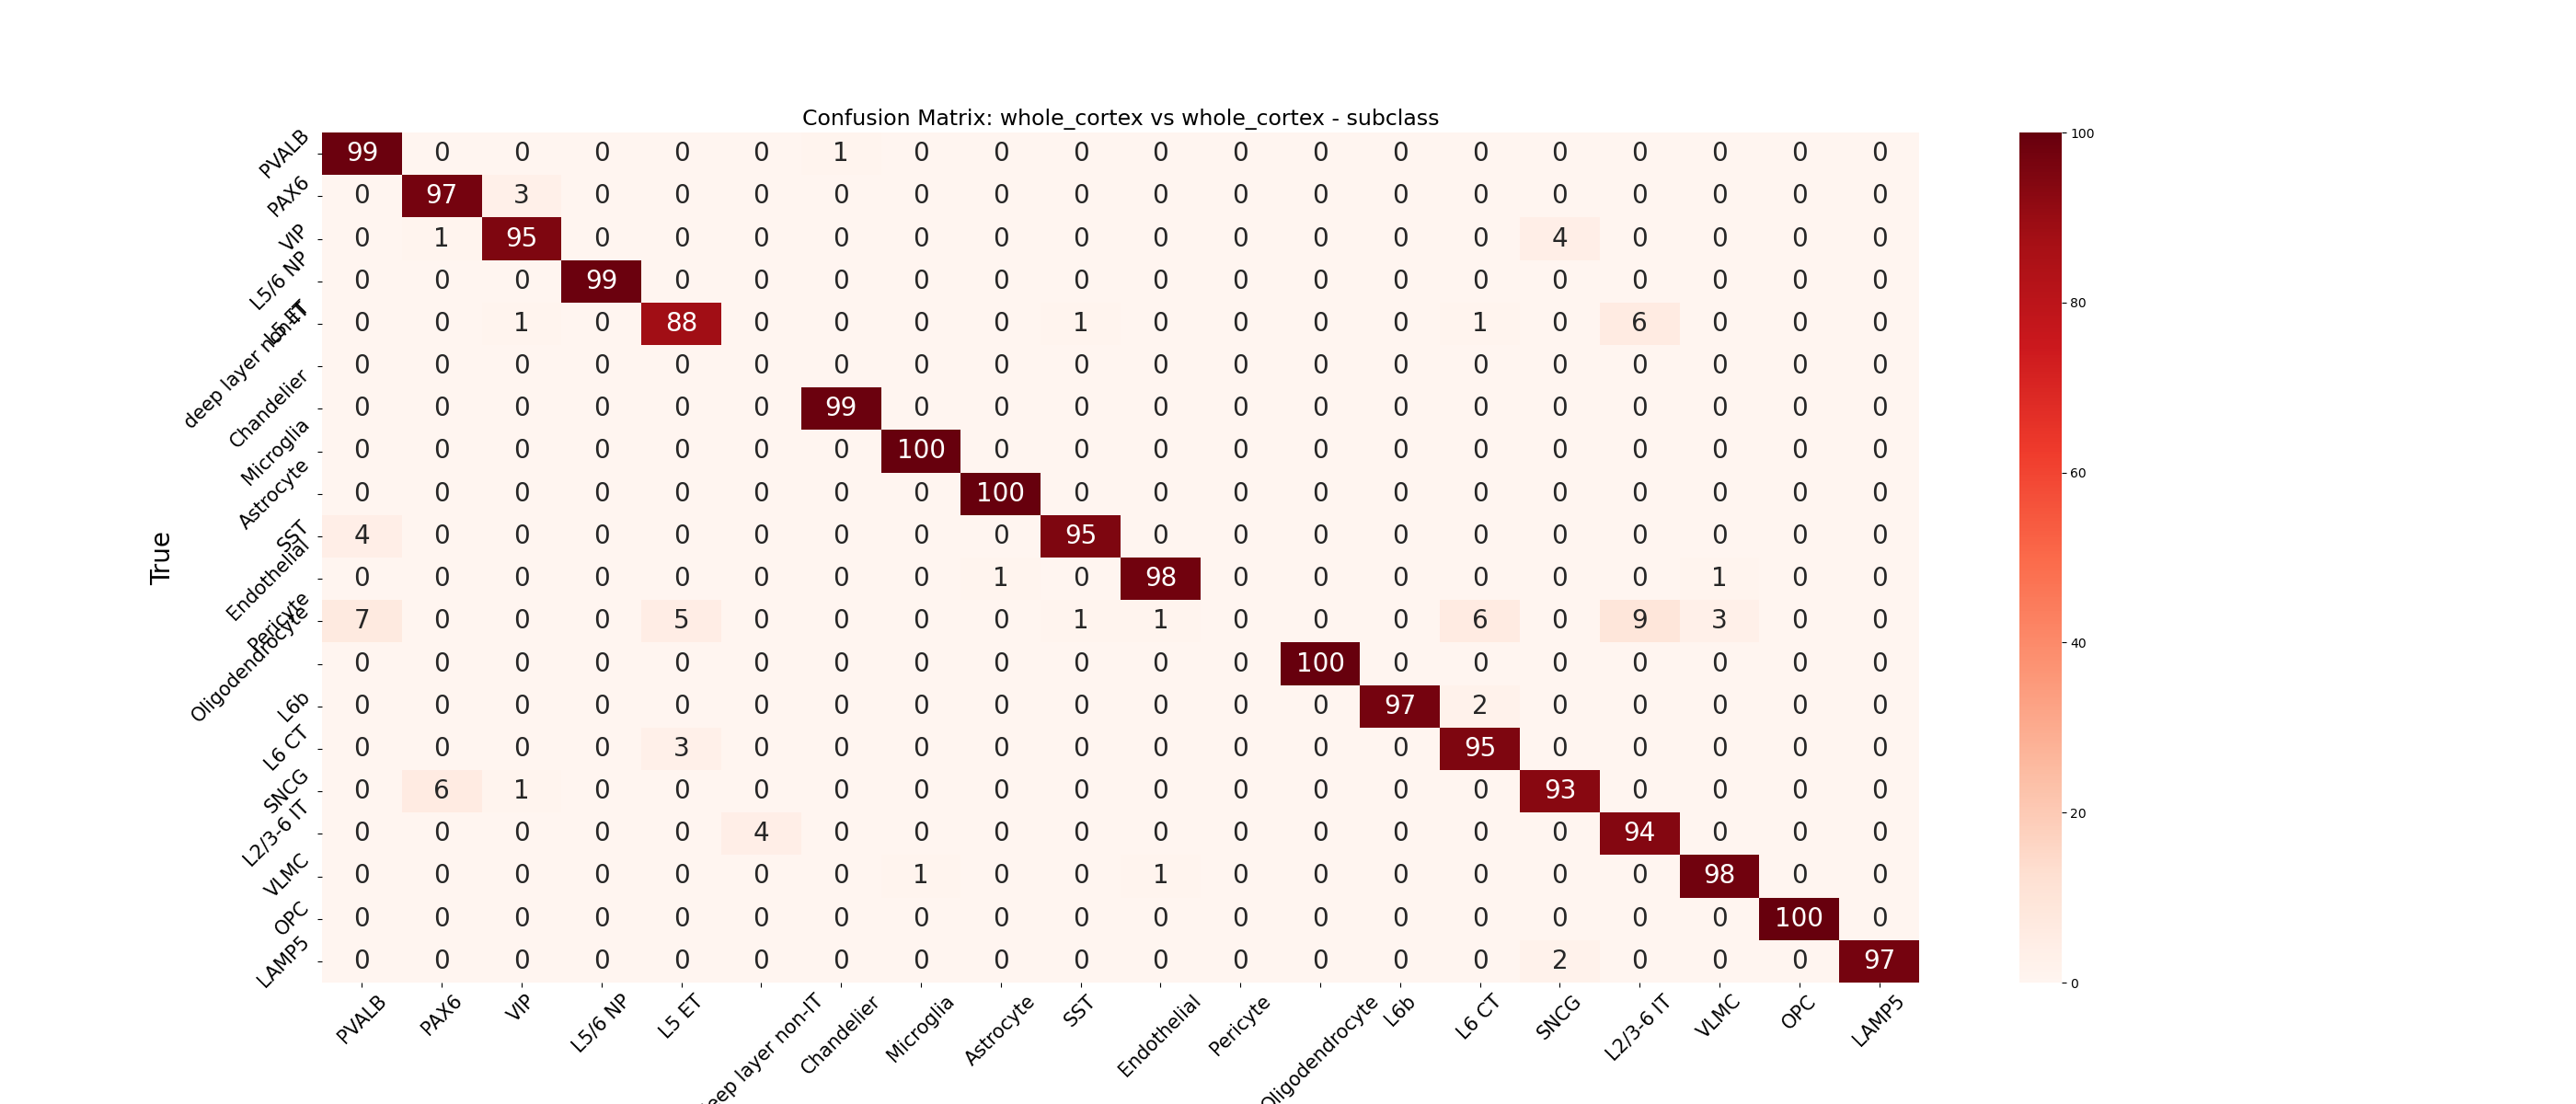 Confusion Matrix: whole_cortex vs whole_cortex - subclass
True
PVALB 99 0 0 0 0 0 1 0 0 0 0 0 0 0 0 0 0 0 0 0
PAX6 0 97 3 0 0 0 0 0 0 0 0 0 0 0 0 0 0 0 0 0
VIP 0 1 95 0 0 0 0 0 0 0 0 0 0 0 0 4 0 0 0 0
L5/6 NP 0 0 0 99 0 0 0 0 0 0 0 0 0 0 0 0 0 0 0 0
L5 ET 0 0 1 0 88 0 0 0 0 1 0 0 0 0 1 0 6 0 0 0
deep layer non-IT 0 0 0 0 0 0 0 0 0 0 0 0 0 0 0 0 0 0 0 0
Chandelier 0 0 0 0 0 0 99 0 0 0 0 0 0 0 0 0 0 0 0 0
Microglia 0 0 0 0 0 0 0 100 0 0 0 0 0 0 0 0 0 0 0 0
Astrocyte 0 0 0 0 0 0 0 0 100 0 0 0 0 0 0 0 0 0 0 0
SST 4 0 0 0 0 0 0 0 0 95 0 0 0 0 0 0 0 0 0 0
Endothelial 0 0 0 0 0 0 0 0 1 0 98 0 0 0 0 0 0 1 0 0
Pericyte 7 0 0 0 5 0 0 0 0 1 1 0 0 0 6 0 9 3 0 0
Oligodendrocyte 0 0 0 0 0 0 0 0 0 0 0 0 100 0 0 0 0 0 0 0
L6b 0 0 0 0 0 0 0 0 0 0 0 0 0 97 2 0 0 0 0 0
L6 CT 0 0 0 0 3 0 0 0 0 0 0 0 0 0 95 0 0 0 0 0
SNCG 0 6 1 0 0 0 0 0 0 0 0 0 0 0 0 93 0 0 0 0
L2/3-6 IT 0 0 0 0 0 4 0 0 0 0 0 0 0 0 0 0 94 0 0 0
VLMC 0 0 0 0 0 0 0 1 0 0 1 0 0 0 0 0 0 98 0 0
OPC 0 0 0 0 0 0 0 0 0 0 0 0 0 0 0 0 0 0 100 0
LAMP5 0 0 0 0 0 0 0 0 0 0 0 0 0 0 0 2 0 0 0 97
PVALB PAX6 VIP L5/6 NP L5 ET layer non-IT Chandelier Microglia Astrocyte SST Endothelial Pericyte Oligodendrocyte L6b L6 CT SNCG L2/3-6 IT VLMC OPC LAMP5
100
80
60
40
20
0